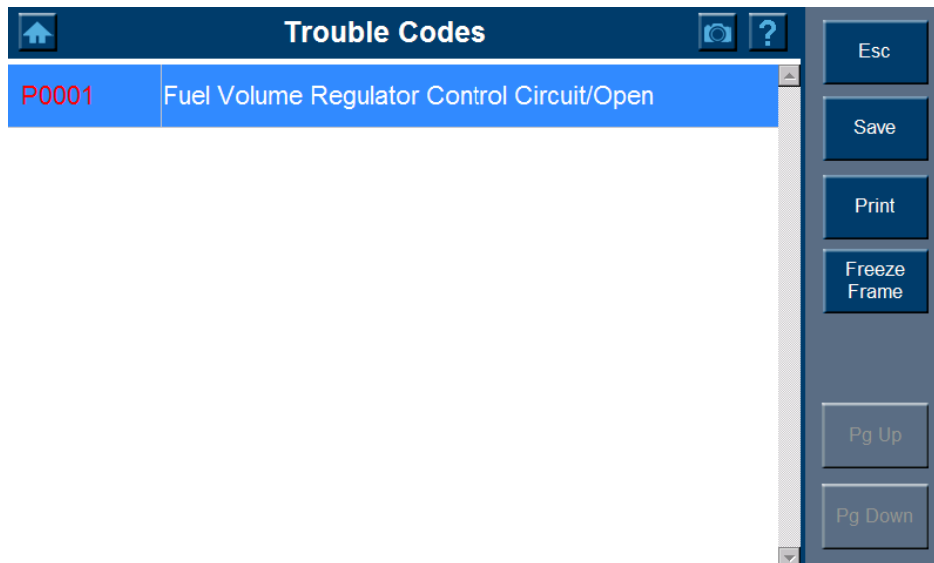 Trouble Codes
?
P0001 Fuel Volume Regulator Control Circuit/Open
Esc
Save
Print
Freeze
Frame
Pg Up
Pg Down